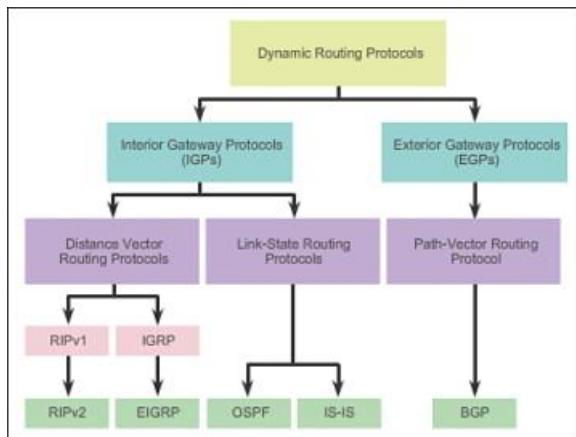 Dynamic Routing Protocols
Interior Gateway Protocols
(IGPs)
Exterior Gateway Protocols
(EGPs)
Distance Vector
Routing Protocols
Link-State Routing
Protocols
Path-Vector Routing
Protocol
RIPv1
IGRP
RIPv2
EIGRP
OSPF
IS-IS
BGP